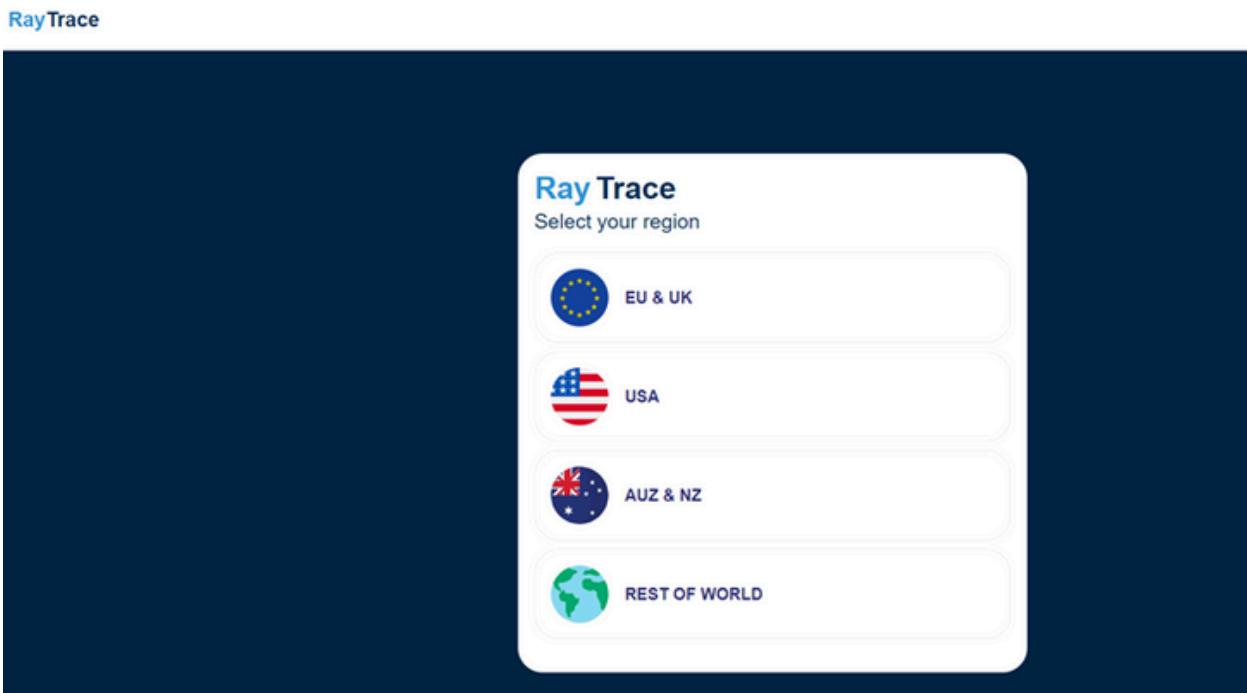 RayTrace
Ray Trace
Select your region
EU & UK
USA
AUZ & NZ
REST OF WORLD